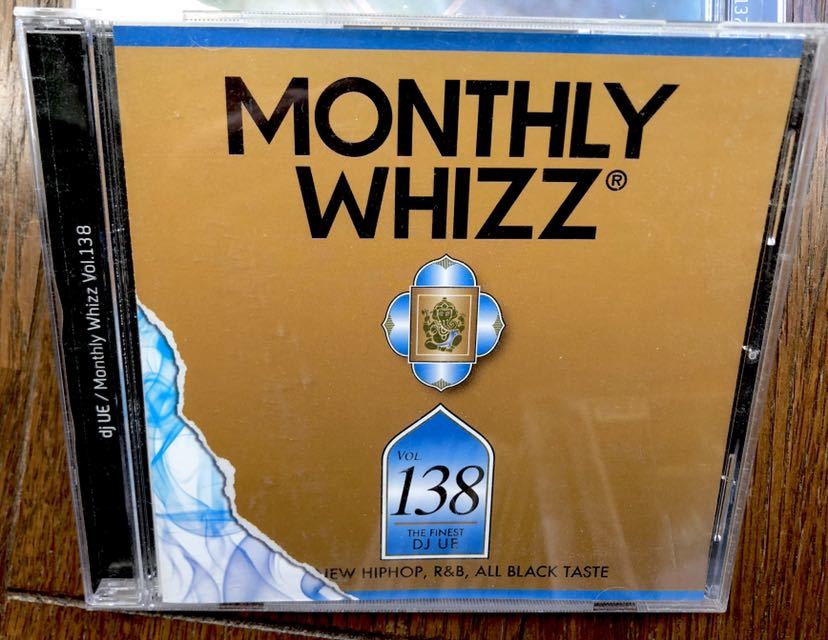 MONTHLY
WHIZZ®
VOL.
138
THE FINEST
DJ UE
NEW HIPHOP, R&B, ALL BLACK TASTE
dj UE / Monthly Whizz Vol.138